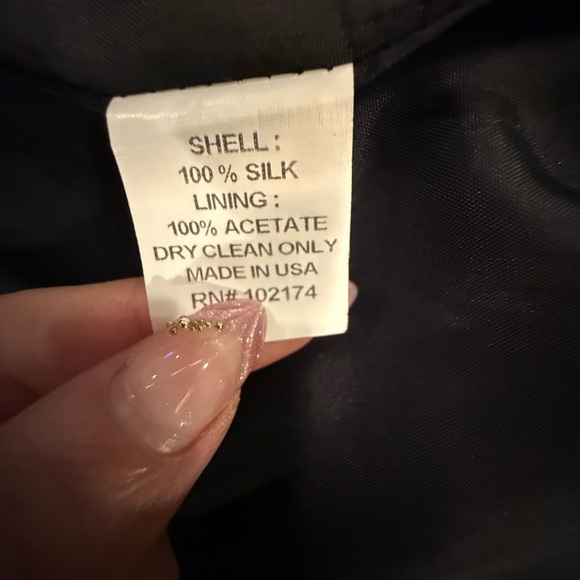 SHELL :
100 % SILK
LINING :
100% ACETATE
DRY CLEAN ONLY
MADE IN USA
RN# 102174